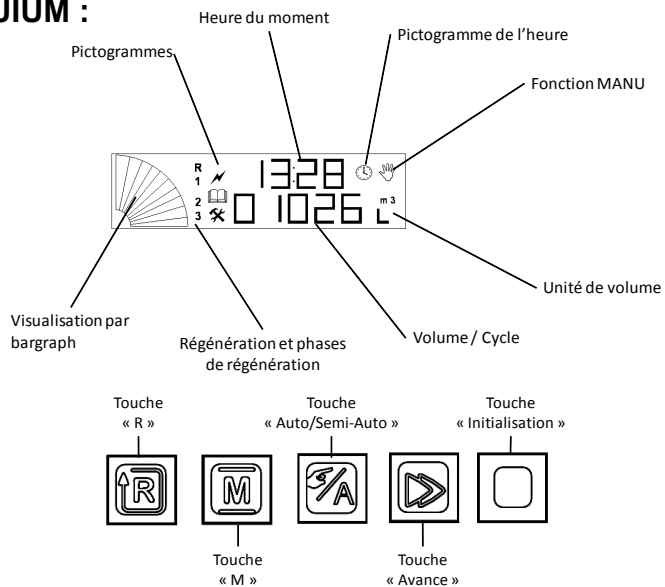 UIUM :
Heure du moment
Pictogramme de l’heure
Pictogrammes
Fonction MANU
R
1
13:28
2
m 3
3
0 1026
L
Unité de volume
Visualisation par
bargraph
Régénération et phases
de régénération
Volume / Cycle
Touche
« R »
Touche
« Auto/Semi-Auto »
Touche
« Initialisation »
R
M
A
Touche
« M »
Touche
« Avance »